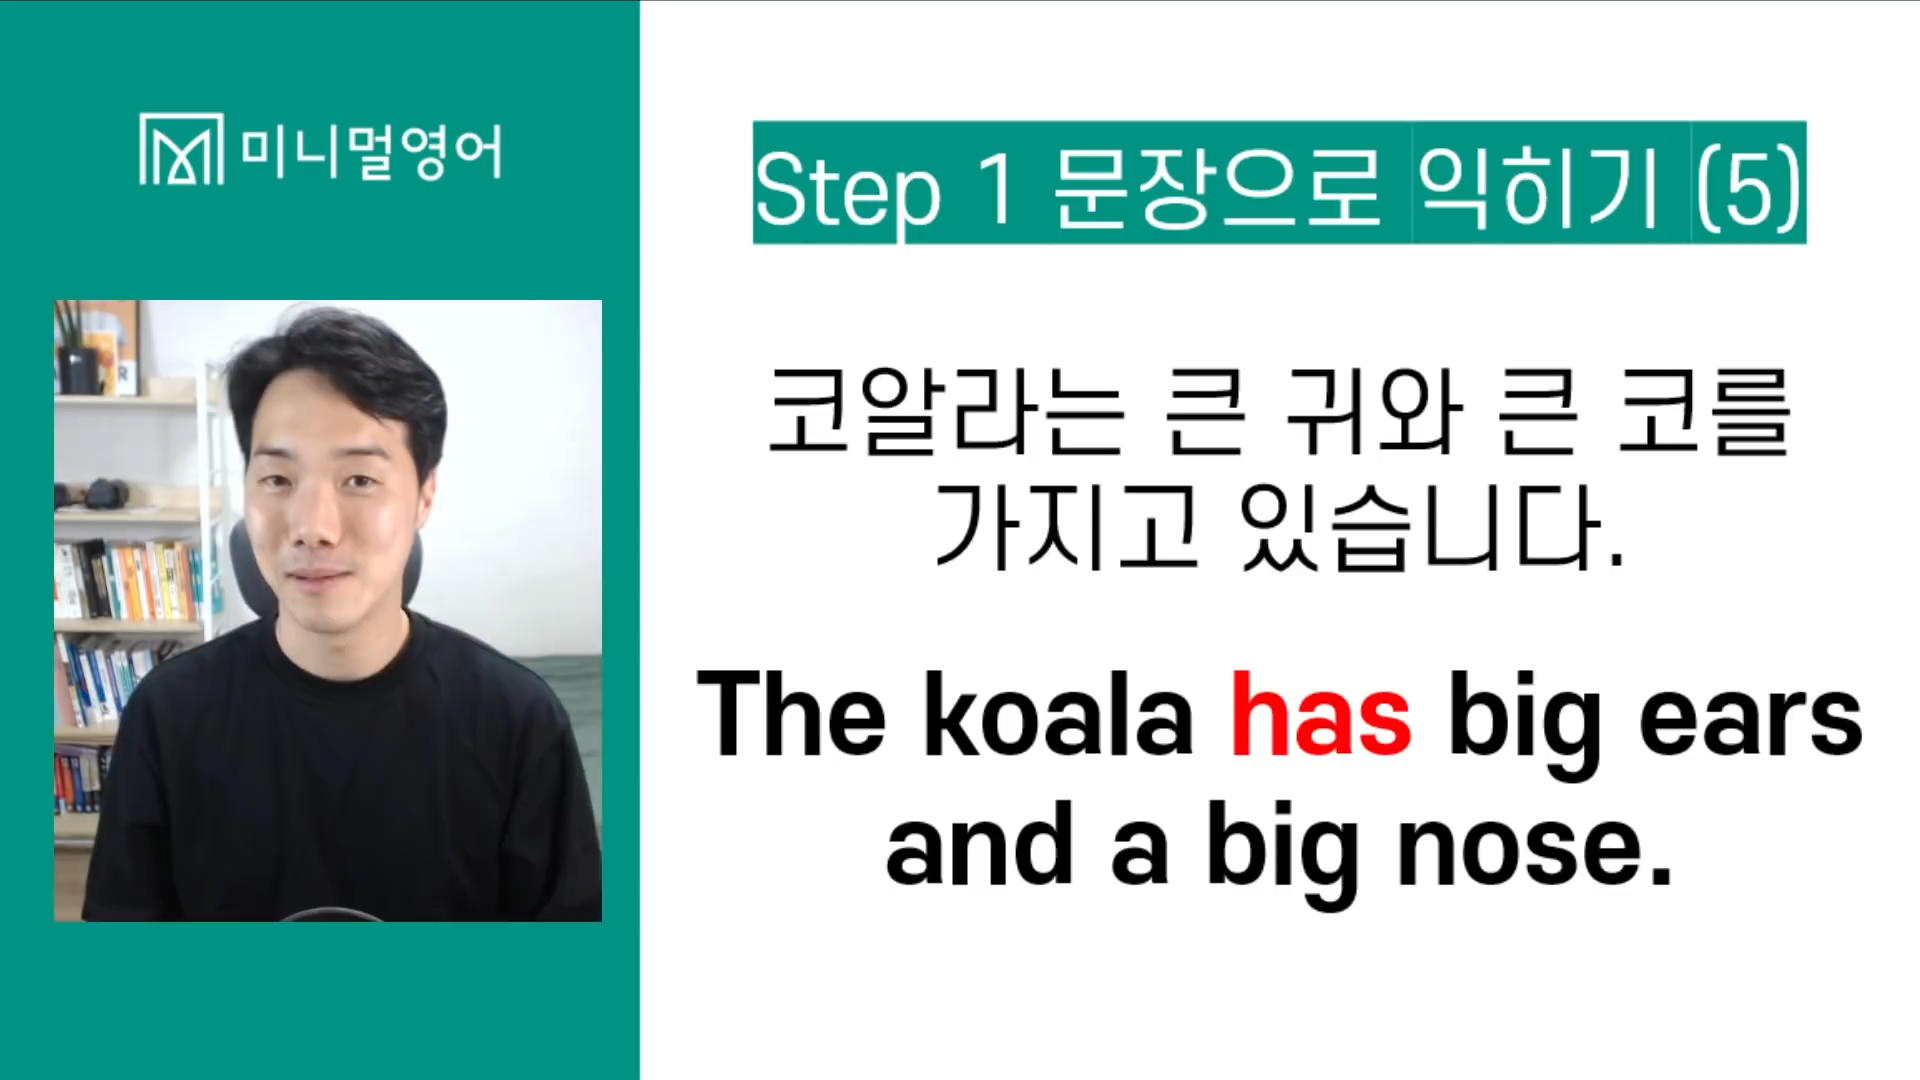 미니멀영어
Step 1 문장으로 익히기 (5)
코알라는 큰 귀와 큰 코를
가지고 있습니다.
The koala has big ears
and a big nose.